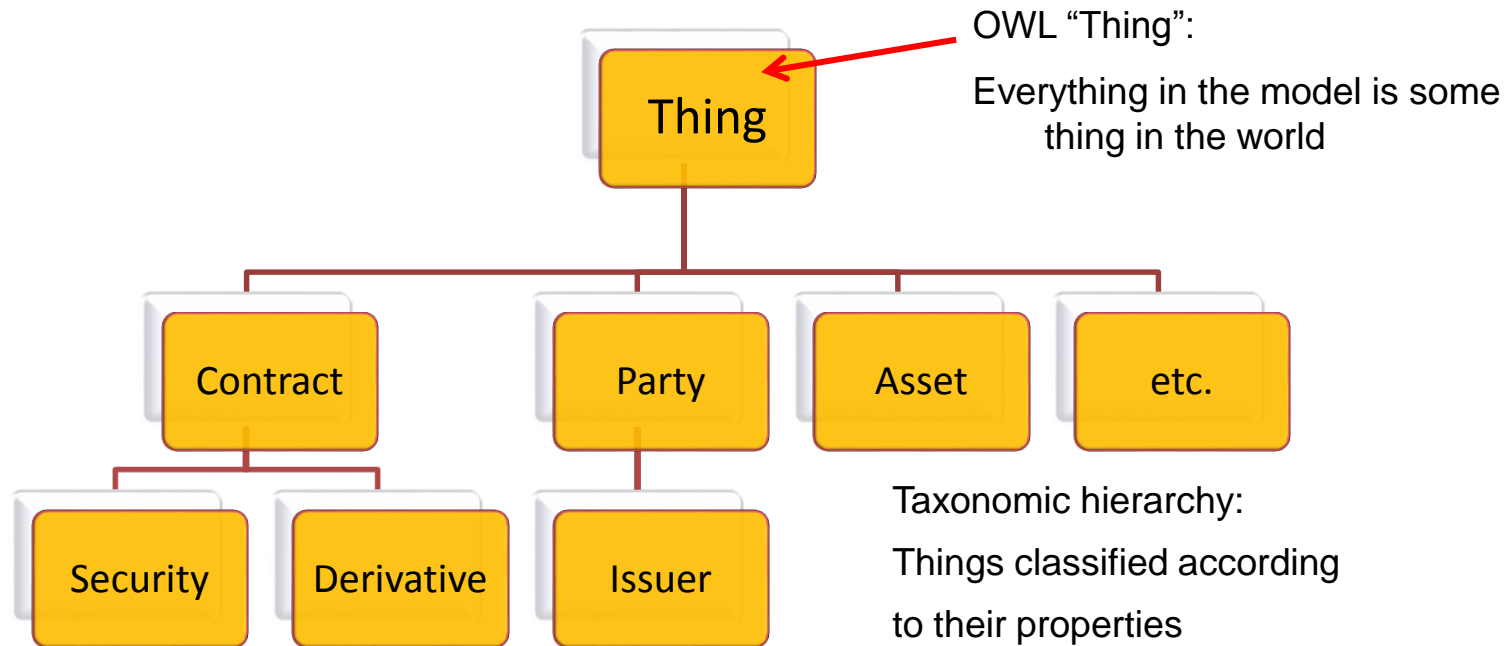 OWL “Thing”:
Everything in the model is some
thing in the world
Thing
Contract
Party
Asset
etc.
Security
Derivative
Issuer
Taxonomic hierarchy:
Things classified according
to their properties